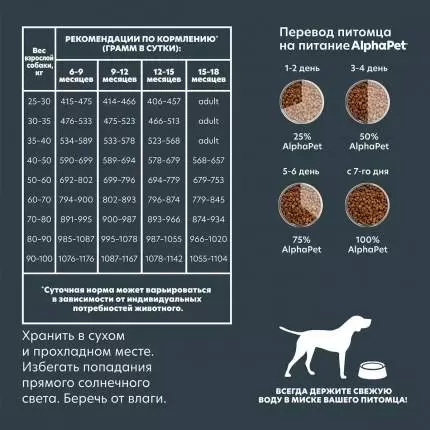 Вес взрослой собаки, кг
РЕКОМЕНДАЦИИ ПО КОРМЛЕНИЮ*
(ГРАММ В СУТКИ):
6-9 месяцев 9-12 месяцев 12-15 месяцев 15-18 месяцев
25-30 415-475 414-466 406-457 adult
30-35 476-533 475-523 466-513 adult
35-40 534-589 533-578 523-568 adult
40-50 590-699 589-694 578-679 568-657
50-60 692-802 699-796 694-779 679-753
60-70 794-900 802-893 796-874 779-845
70-80 891-995 900-987 893-966 874-934
80-90 985-1087 995-1078 987-1055 966-1020
90-100 1076-1176 1087-1167 1078-1142 1055-1104
*Суточная норма может варьироваться
в зависимости от индивидуальных
потребностей животного.
Хранить в сухом
и прохладном месте.
Избегать попадания
прямого солнечного
света. Беречь от влаги.
Перевод питомца
на питание AlphaPet
1-2 день 3-4 день
25% AlphaPet 50% AlphaPet
5-6 день с 7-го дня
75% AlphaPet 100% AlphaPet
ВСЕГДА ДЕРЖИТЕ СВЕЖУЮ
ВОДУ В МИСКЕ ВАШЕГО ПИТОМЦА!